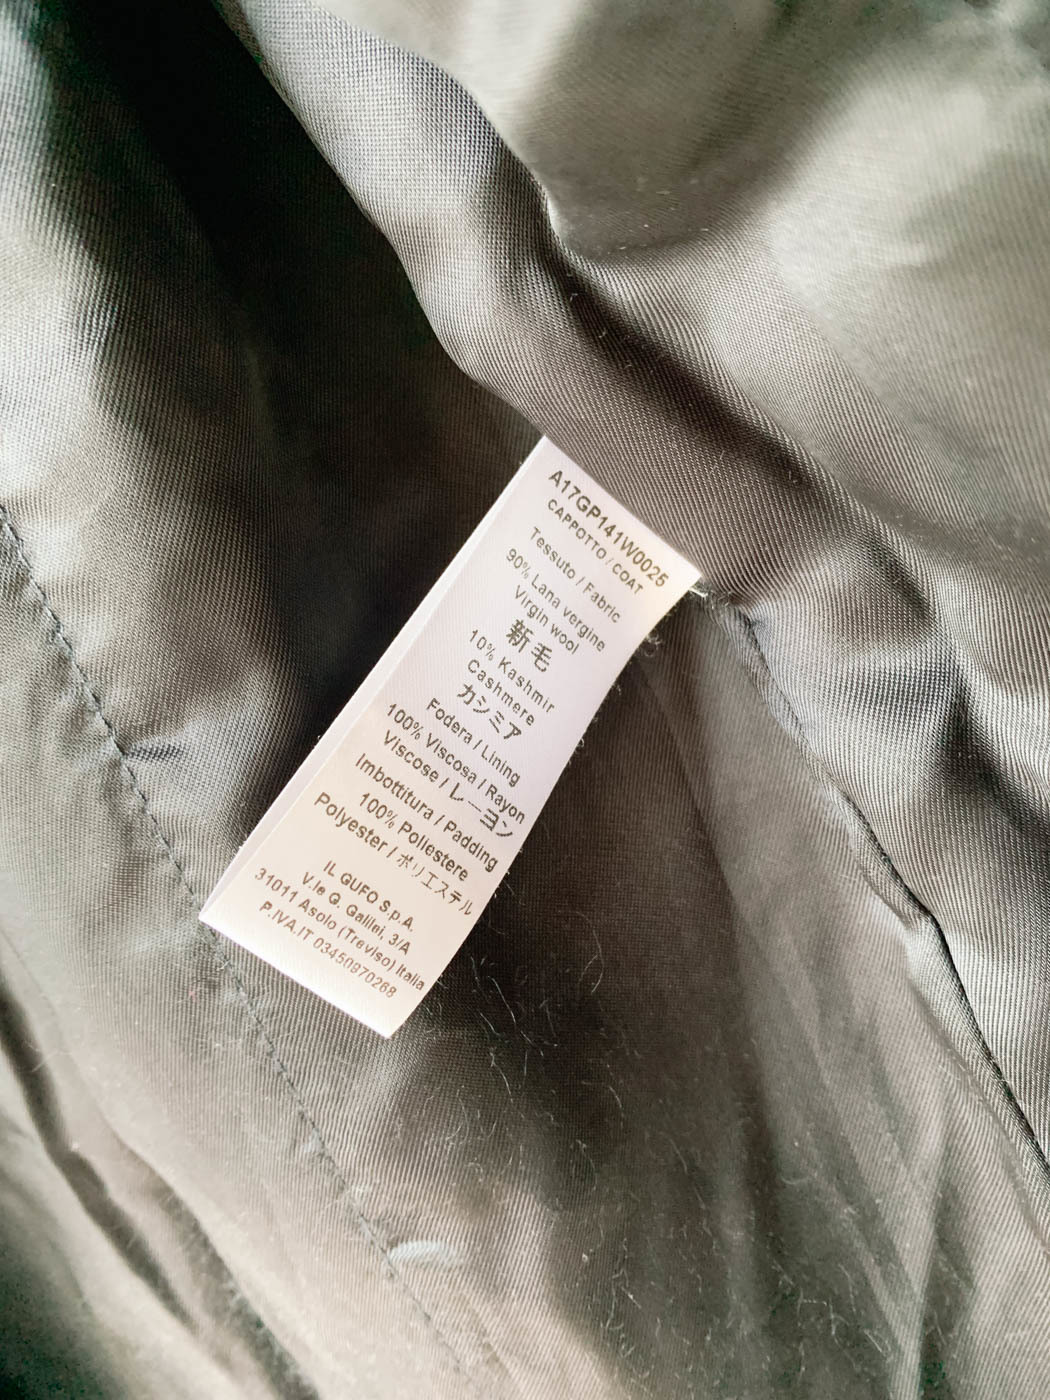 A17GP141W0025
CAPPOTTO / COAT
Tessuto / Fabric
90% Lana vergine
Virgin wool
新毛
10% Kashmir
Cashmere
カシミア
Fodera / Lining
100% Viscosa / Rayon
Viscose / レーヨン
Imbottitura / Padding
100% Poliestere
Polyester / ポリエステル
IL GUFO S.p.A.
V.le G. Galilei, 3/A
31011 Asolo (Treviso) Italia
P.IVA.IT 03450970268